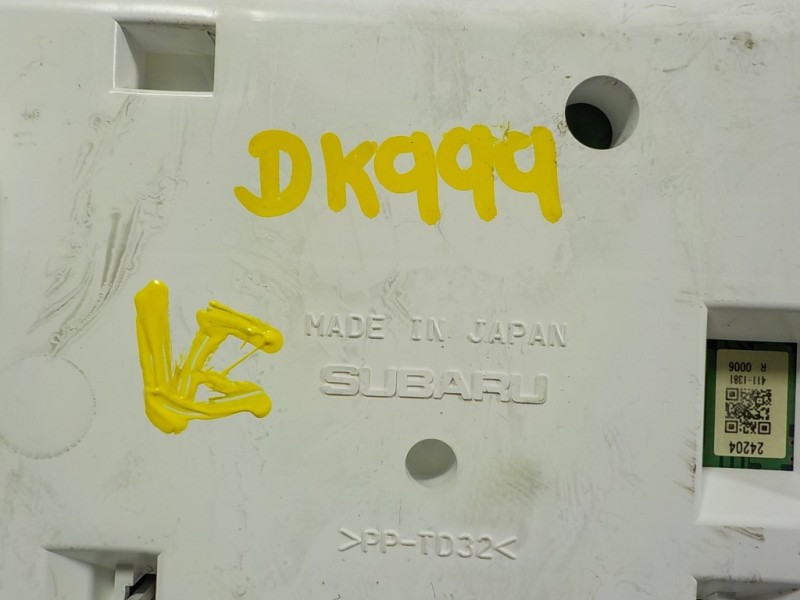 DK999
MADE IN JAPAN
SUBARU
>PP-TD32<
24204
411-1381
R 0006